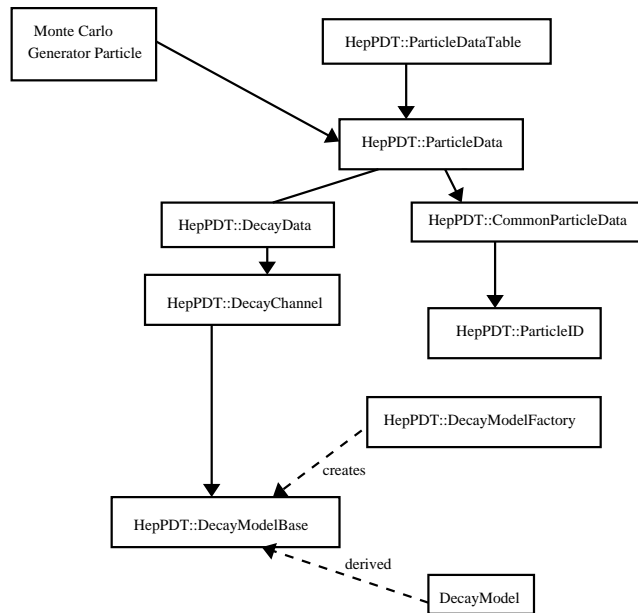 Monte Carlo
Generator Particle
HepPDT::ParticleDataTable
HepPDT::ParticleData
HepPDT::DecayData
HepPDT::CommonParticleData
HepPDT::DecayChannel
HepPDT::ParticleID
HepPDT::DecayModelFactory
creates
HepPDT::DecayModelBase
derived
DecayModel